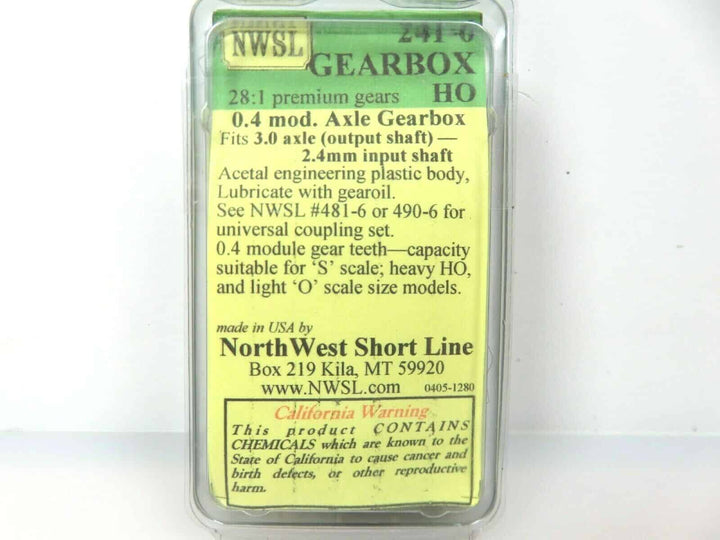 NWSL
241-6
GEARBOX
28:1 premium gears HO
0.4 mod. Axle Gearbox
Fits 3.0 axle (output shaft) —
2.4mm input shaft
Acetal engineering plastic body,
Lubricate with gearoil.
See NWSL #481-6 or 490-6 for
universal coupling set.
0.4 module gear teeth—capacity
suitable for ‘S’ scale; heavy HO,
and light ‘O’ scale size models.
made in USA by
NorthWest Short Line
Box 219 Kila, MT 59920
www.NWSL.com 0405-1280
California Warning
This product CONTAINS
CHEMICALS which are known to the
State of California to cause cancer and
birth defects, or other reproductive
harm.